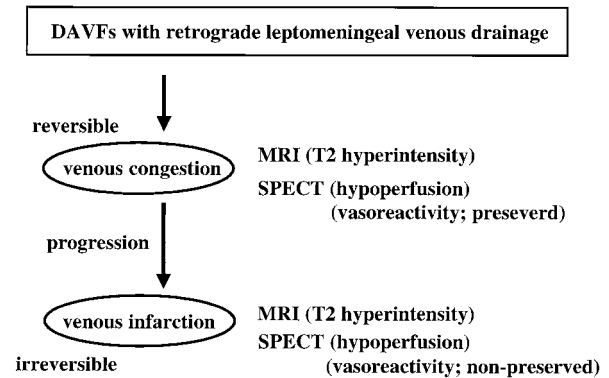 DAVFs with retrograde leptomeningeal venous drainage
reversible
venous congestion
MRI (T2 hyperintensity)
SPECT (hypoperfusion)
(vasoreactivity; preseverd)
progression
venous infarction
MRI (T2 hyperintensity)
SPECT (hypoperfusion)
(vasoreactivity; non-preserved)
irreversible